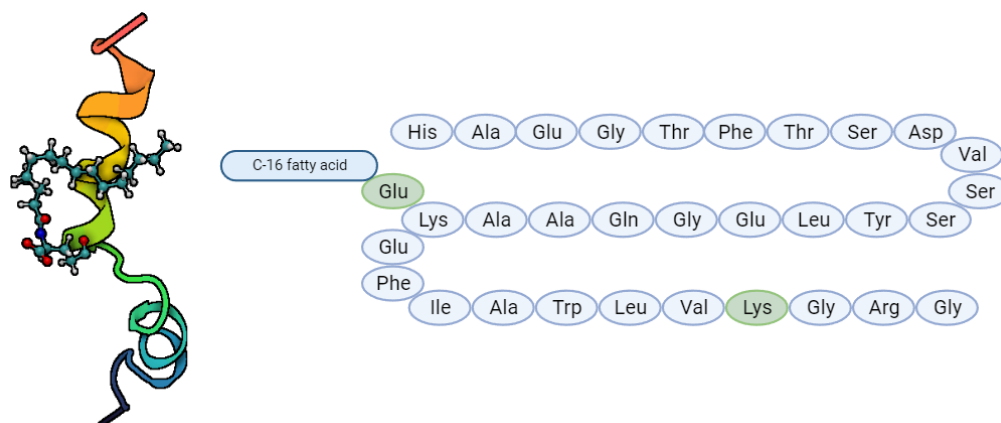 His Ala Glu Gly Thr Phe Thr Ser Asp
Val
C-16 fatty acid
Glu
Ser
Lys Ala Ala Gln Gly Glu Leu Tyr Ser
Glu
Phe
Ile Ala Trp Leu Val Lys Gly Arg Gly